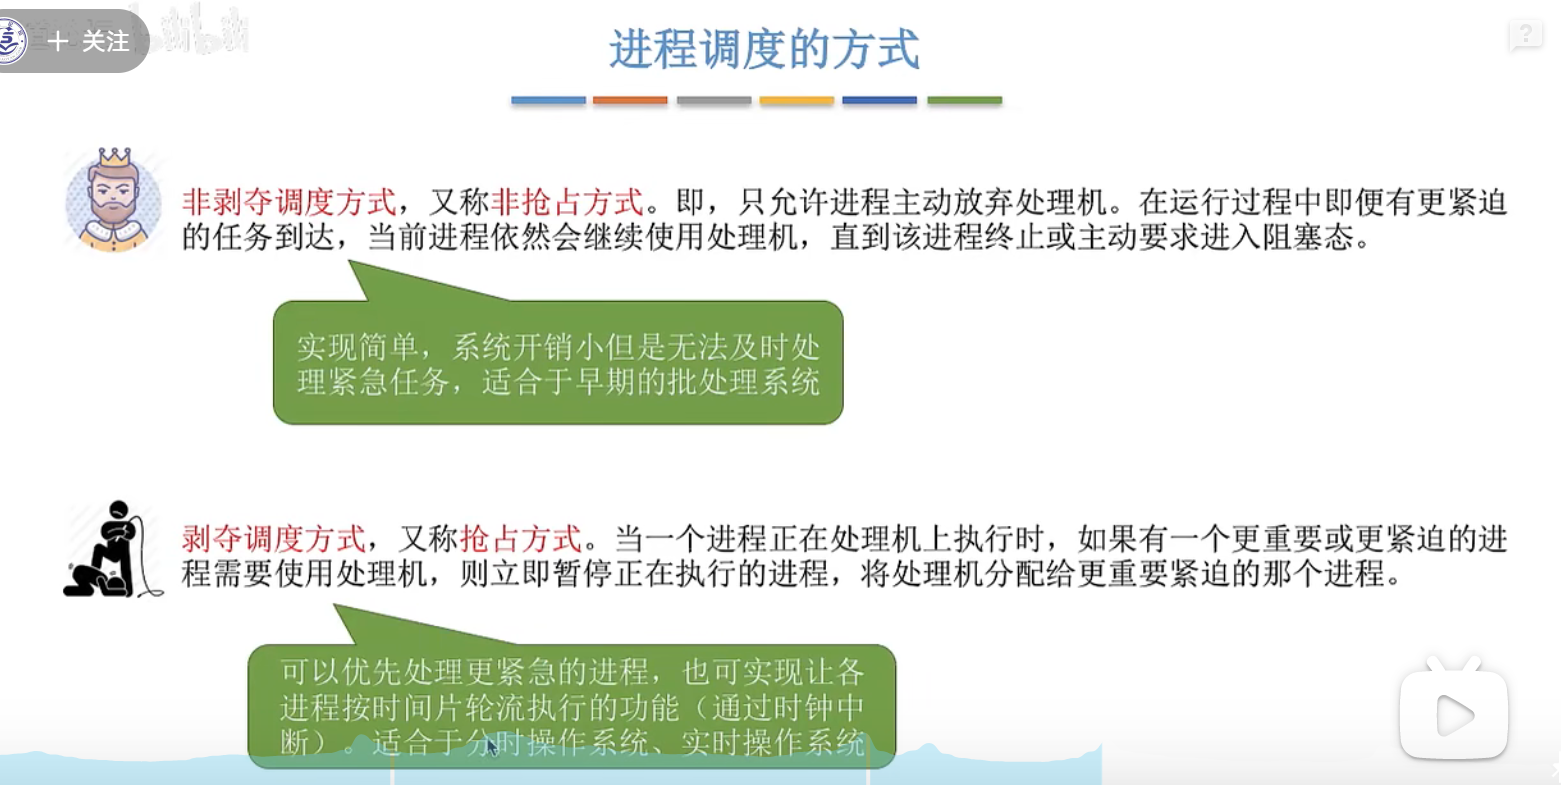 + 关注
进程调度的方式
?
非剥夺调度方式，又称非抢占方式。即，只允许进程主动放弃处理机。在运行过程中即便有更紧迫
的任务到达，当前进程依然会继续使用处理机，直到该进程终止或主动要求进入阻塞态。
实现简单，系统开销小但是无法及时处
理紧急任务，适合于早期的批处理系统
剥夺调度方式，又称抢占方式。当一个进程正在处理机上执行时，如果有一个更重要或更紧迫的进
程需要使用处理机，则立即暂停正在执行的进程，将处理机分配给更重要紧迫的那个进程。
可以优先处理更紧急的进程，也可实现让各
进程按时间片轮流执行的功能（通过时钟中
断）。适合于分时操作系统、实时操作系统